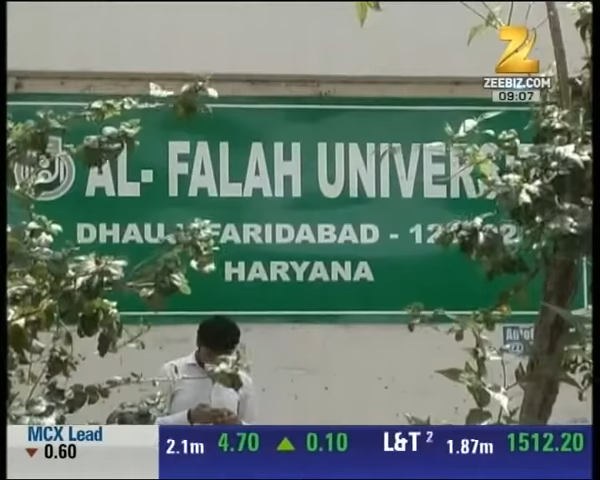 ZEEBIZ.COM
09:07
AL-FALAH UNIVERS
DHAUJ FARIDABAD - 12
HARYANA
MCX Lead
▼ 0.60
2.1m 4.70 ▲ 0.10 L&T 2 1.87m 1512.20